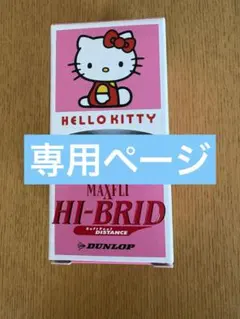 HELLO KITTY
専用ページ
MAXFLI
HI-BRID
DISTANCE
DUNLOP